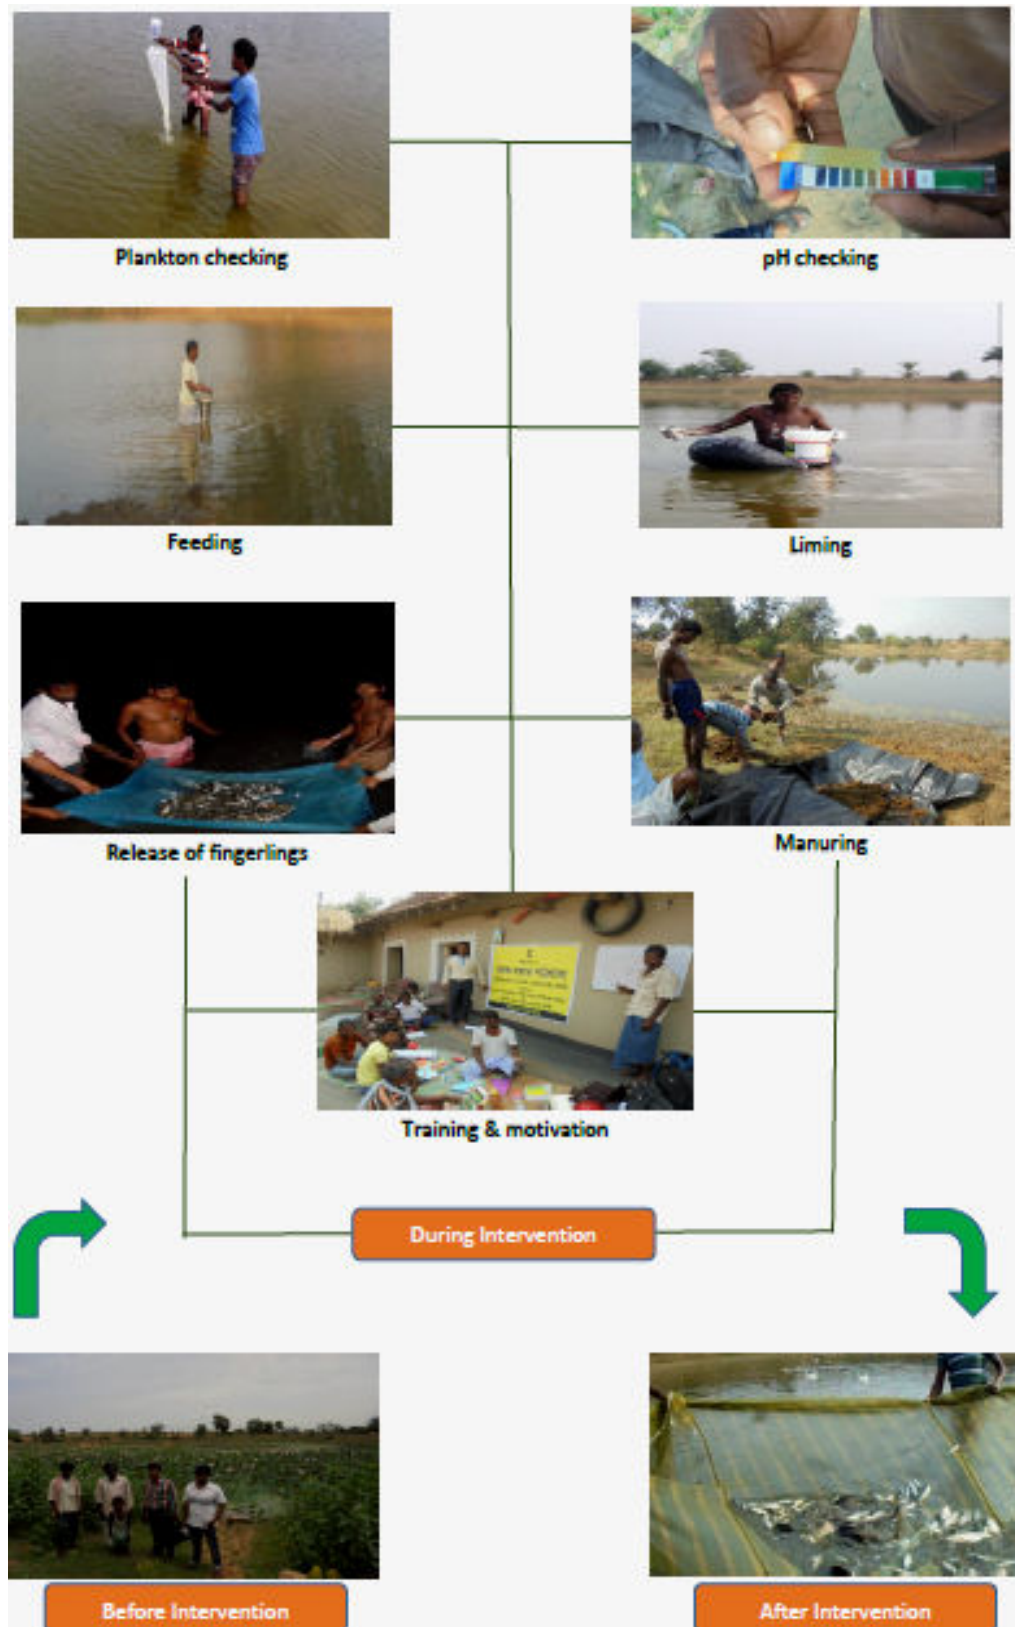 Plankton checking
pH checking
Feeding
Liming
Release of fingerlings
Manuring
Training & motivation
During Intervention
Before Intervention
After Intervention